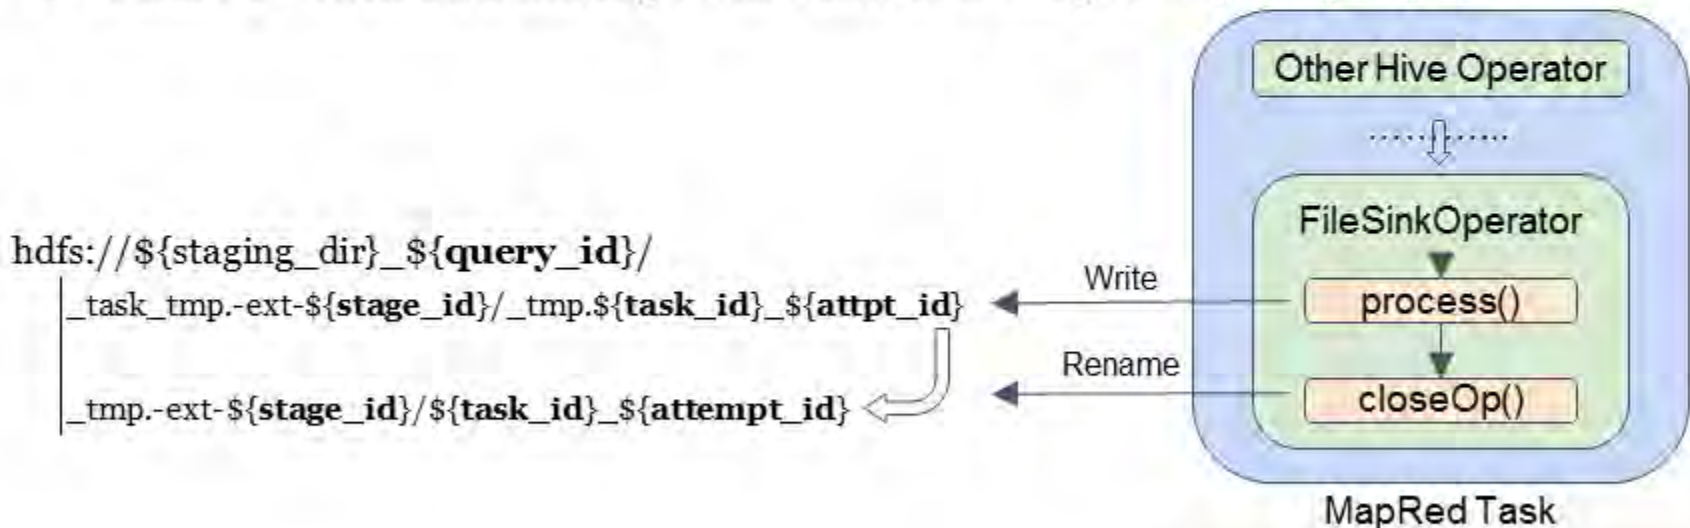 Other Hive Operator
FileSinkOperator
hdfs://${staging_dir}_${query_id}/
Write
_task_tmp.-ext-${stage_id}/_tmp.${task_id}_${attpt_id}
process()
Rename
_tmp.-ext-${stage_id}/${task_id}_${attempt_id}
closeOp()
MapRed Task